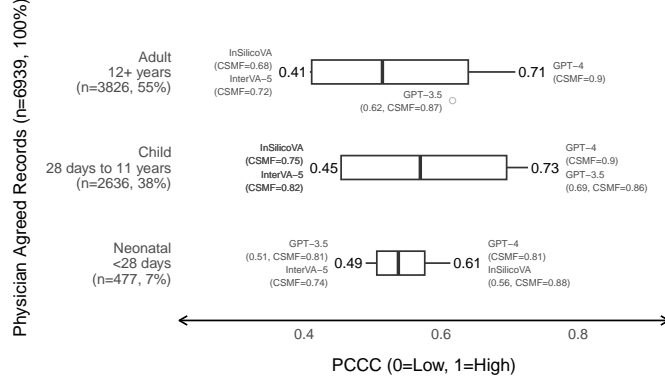 Physician Agreed Records (n=6939, 100%)
Adult
12+ years
(n=3826, 55%)
InSilicoVA
(CSMF=0.68)
InterVA-5
(CSMF=0.72)
0.41
0.71
GPT-4
(CSMF=0.9)
GPT-3.5
(0.62, CSMF=0.87)
Child
28 days to 11 years
(n=2636, 38%)
InSilicoVA
(CSMF=0.75)
InterVA-5
(CSMF=0.82)
0.45
0.73
GPT-4
(CSMF=0.9)
GPT-3.5
(0.69, CSMF=0.86)
Neonatal
<28 days
(n=477, 7%)
GPT-3.5
(0.51, CSMF=0.81)
InterVA-5
(CSMF=0.74)
0.49
0.61
GPT-4
(CSMF=0.81)
InSilicoVA
(0.56, CSMF=0.88)
0.4 0.6 0.8
PCCC (0=Low, 1=High)